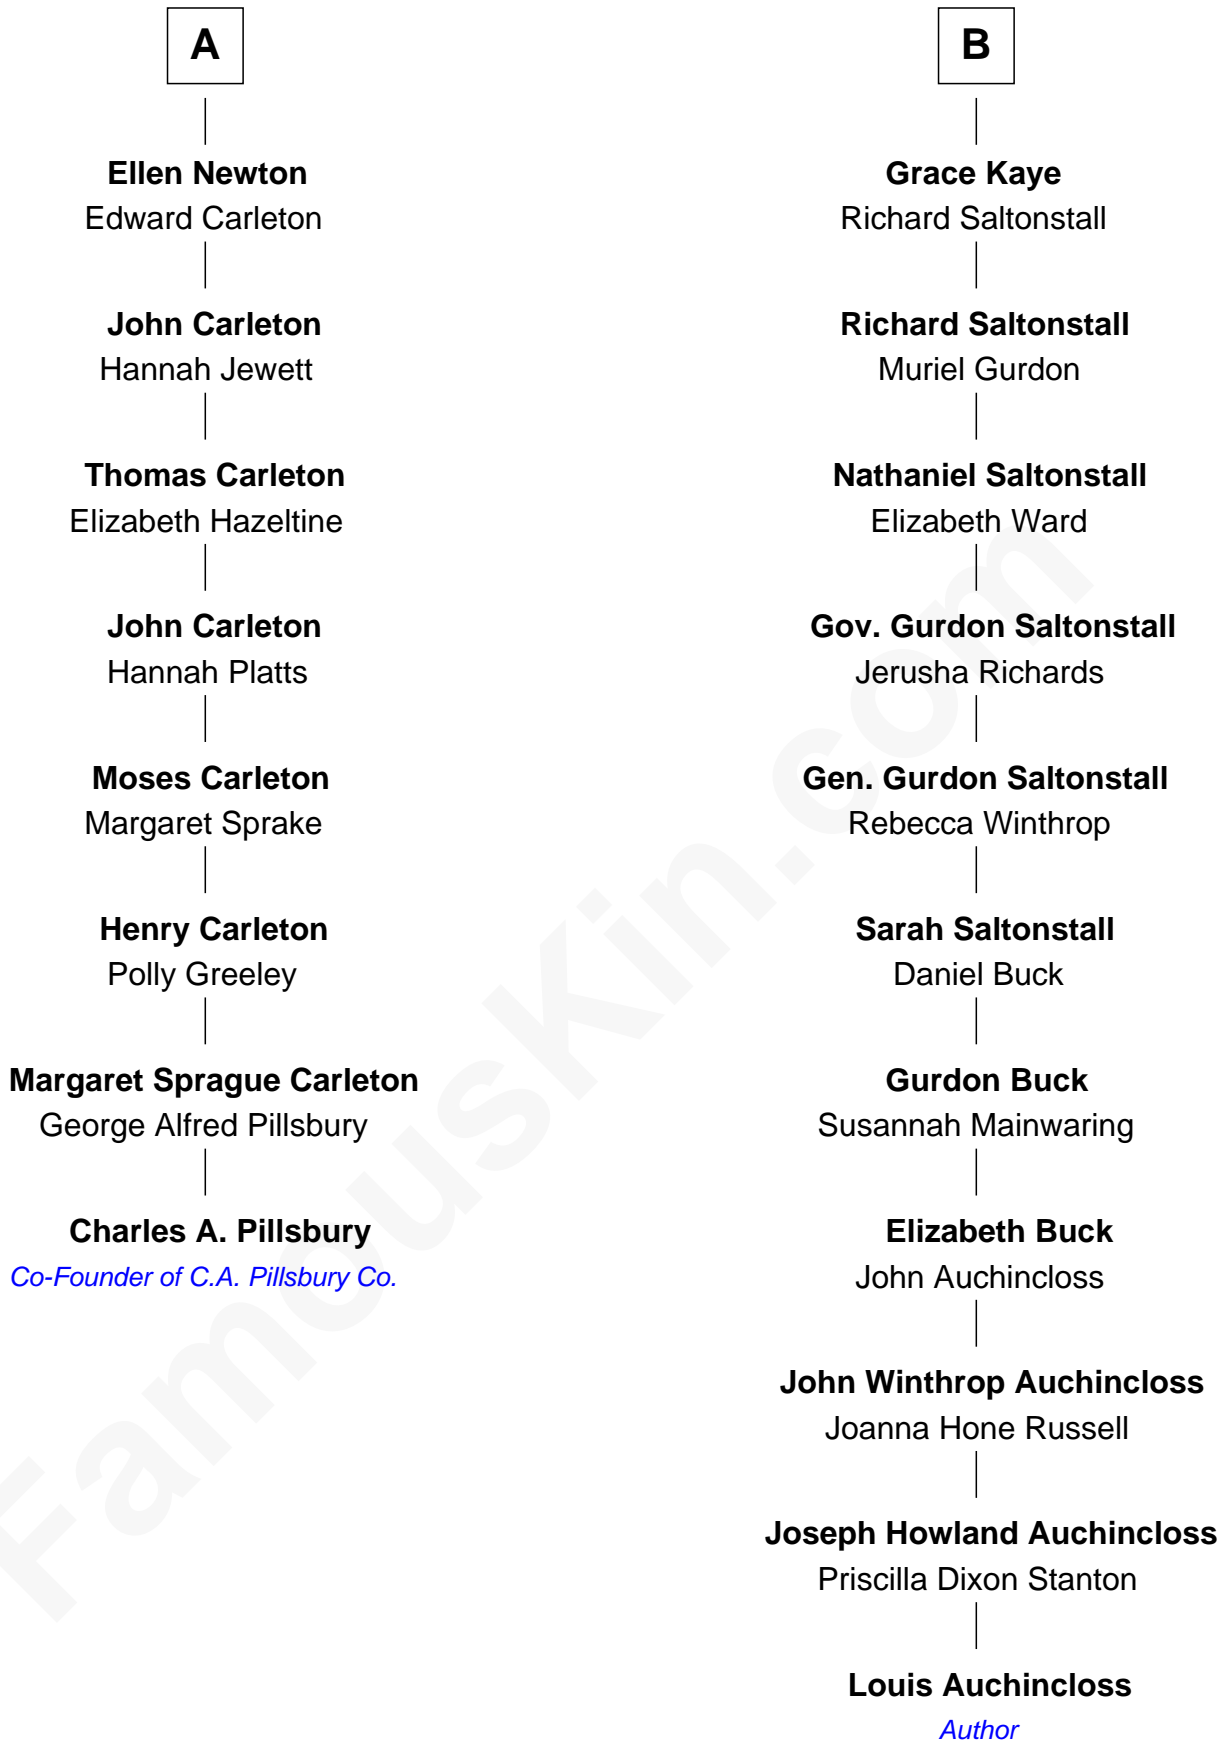 A
Ellen Newton
Edward Carleton
John Carleton
Hannah Jewett
Thomas Carleton
Elizabeth Hazeltine
John Carleton
Hannah Platts
Moses Carleton
Margaret Sprake
Henry Carleton
Polly Greeley
Margaret Sprague Carleton
George Alfred Pillsbury
Charles A. Pillsbury
Co-Founder of C.A. Pillsbury Co.
B
Grace Kaye
Richard Saltonstall
Richard Saltonstall
Muriel Gurdon
Nathaniel Saltonstall
Elizabeth Ward
Gov. Gurdon Saltonstall
Jerusha Richards
Gen. Gurdon Saltonstall
Rebecca Winthrop
Sarah Saltonstall
Daniel Buck
Gurdon Buck
Susannah Mainwaring
Elizabeth Buck
John Auchincloss
John Winthrop Auchincloss
Joanna Hone Russell
Joseph Howland Auchincloss
Priscilla Dixon Stanton
Louis Auchincloss
Author
FamousKin.com